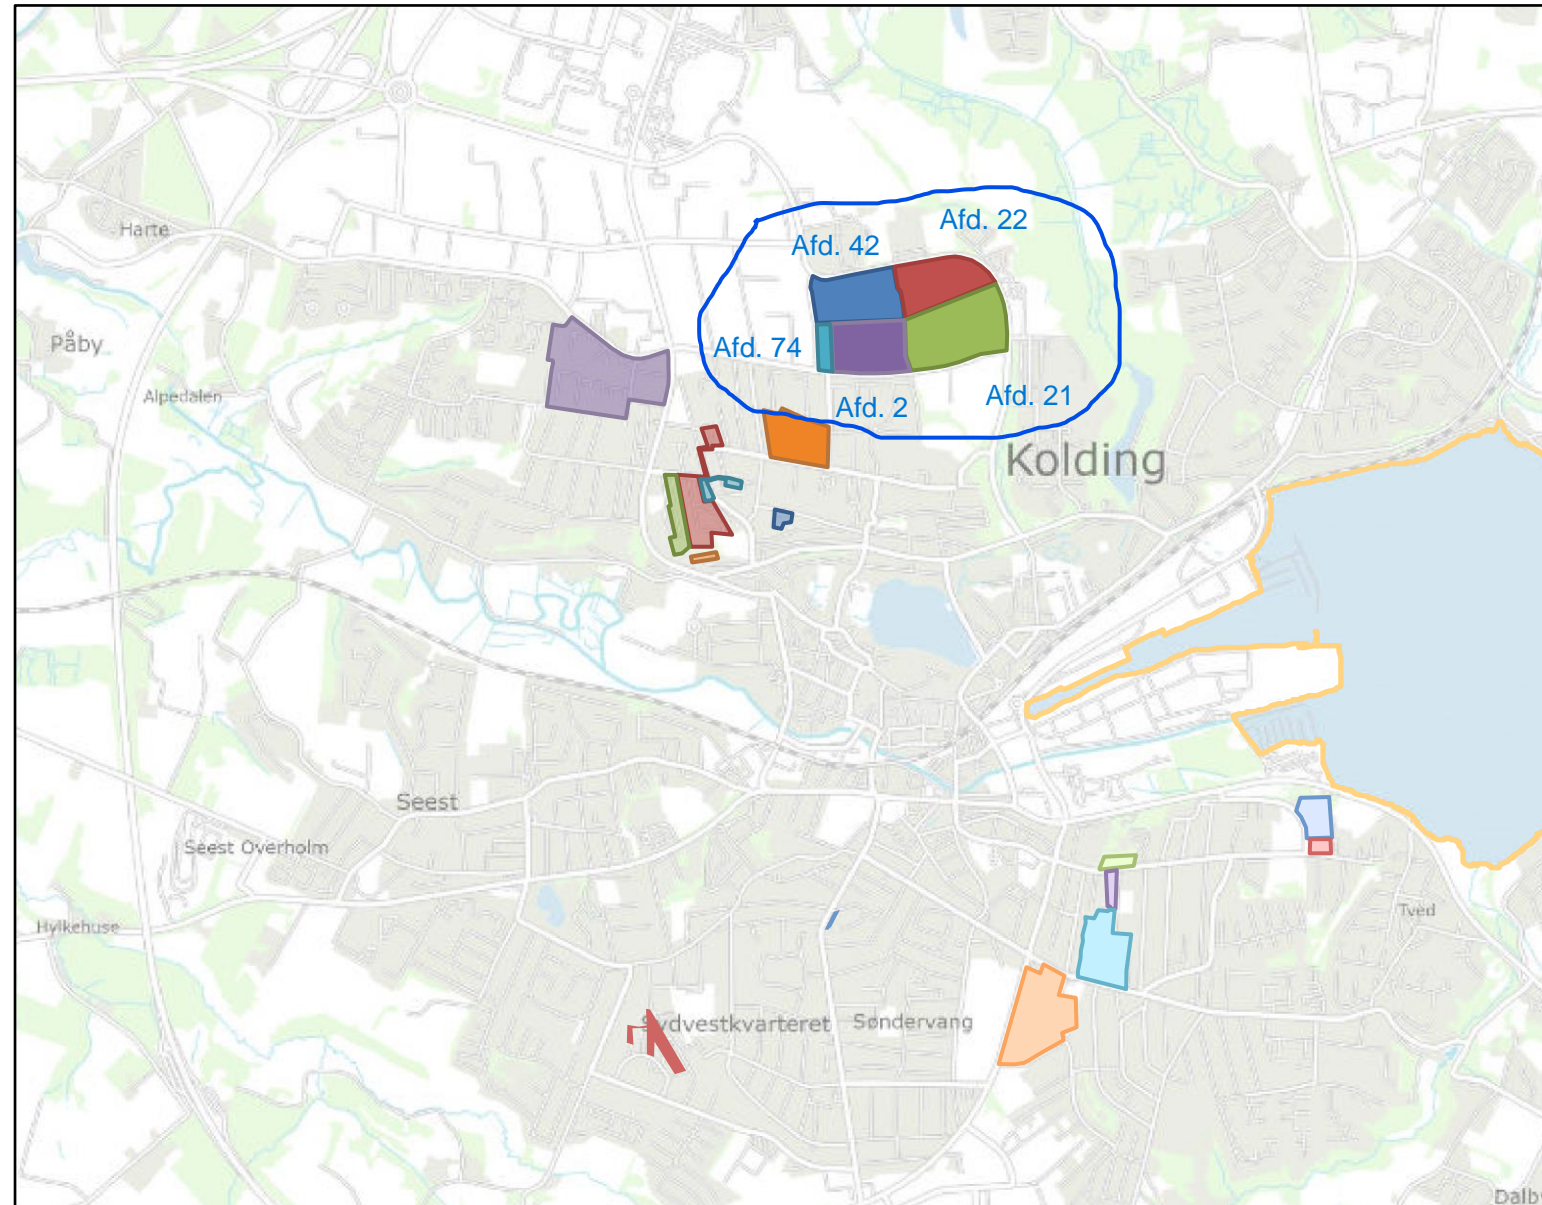 Afd. 22
Harte
Afd. 42
Påby
Afd. 74
Alpedalen
Afd. 2
Afd. 21
Kolding
Seest
Seest Overholm
Tved
Hylkehuse
Sydvestkvarteret
Søndervang
Dalby